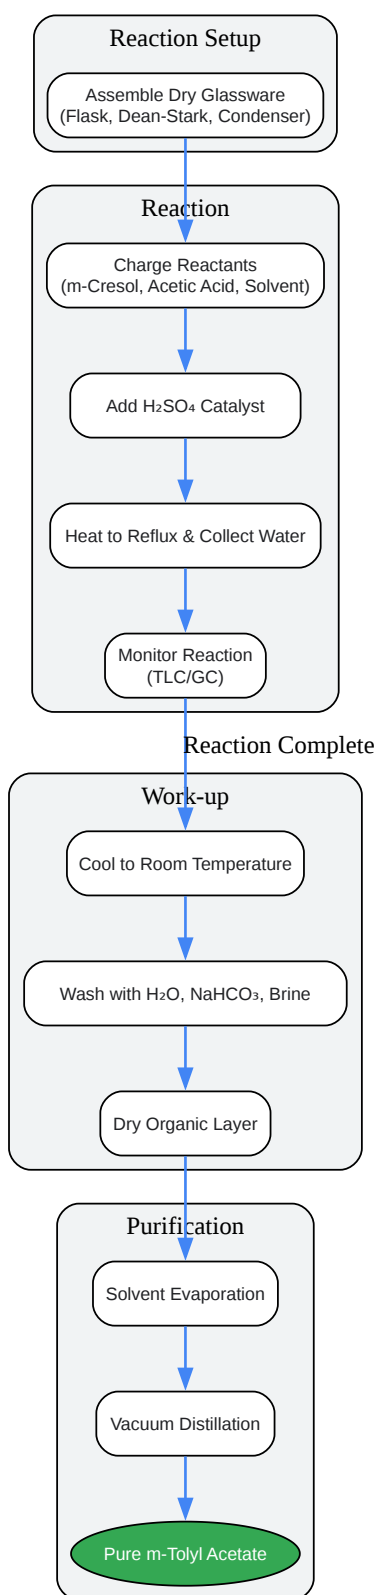 Reaction Setup
Assemble Dry Glassware
(Flask, Dean-Stark, Condenser)
Reaction
Charge Reactants
(m-Cresol, Acetic Acid, Solvent)
Add H₂SO₄ Catalyst
Heat to Reflux & Collect Water
Monitor Reaction
(TLC/GC)
Reaction Complete
Work-up
Cool to Room Temperature
Wash with H₂O, NaHCO₃, Brine
Dry Organic Layer
Purification
Solvent Evaporation
Vacuum Distillation
Pure m-Tolyl Acetate